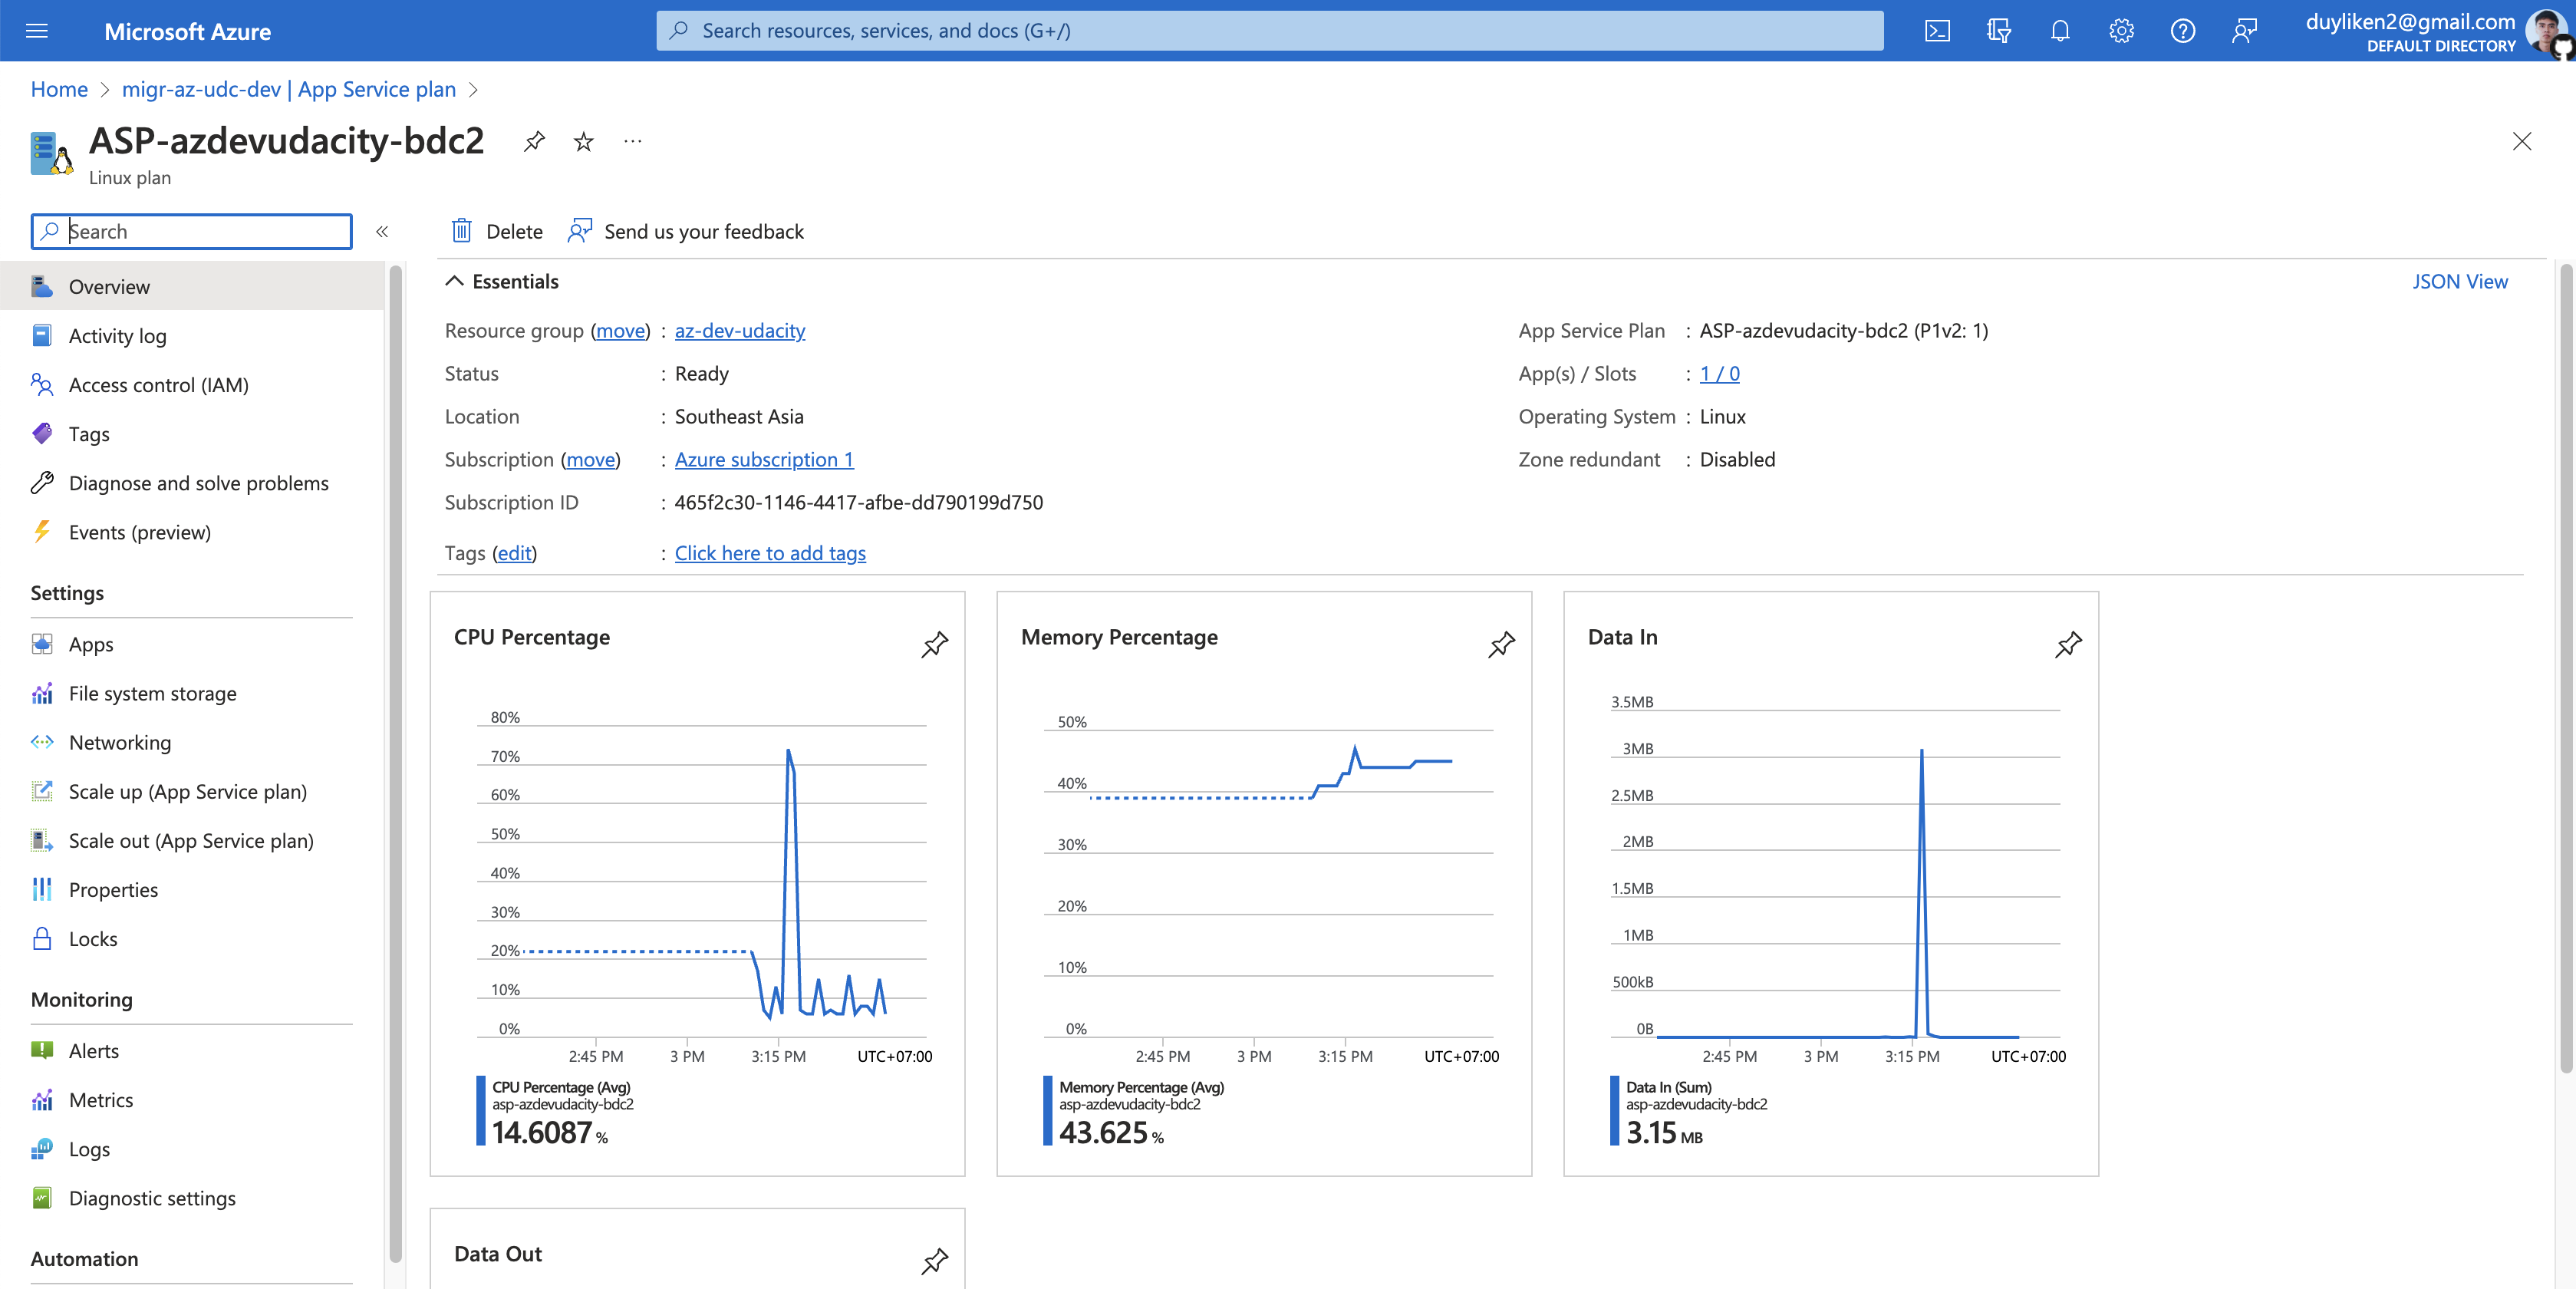 Microsoft Azure
Search resources, services, and docs (G+/)
duyliken2@gmail.com
DEFAULT DIRECTORY
Home > migr-az-udc-dev | App Service plan >
ASP-azdevudacity-bdc2
Linux plan
Search
«
Delete
Send us your feedback
Overview
Activity log
Access control (IAM)
Tags
Diagnose and solve problems
Events (preview)
Settings
Apps
File system storage
Networking
Scale up (App Service plan)
Scale out (App Service plan)
Properties
Locks
Monitoring
Alerts
Metrics
Logs
Diagnostic settings
Automation
Essentials
JSON View
Resource group (move) : az-dev-udacity
Status : Ready
Location : Southeast Asia
Subscription (move) : Azure subscription 1
Subscription ID : 465f2c30-1146-4417-afbe-dd790199d750
Tags (edit) : Click here to add tags
App Service Plan : ASP-azdevudacity-bdc2 (P1v2: 1)
App(s) / Slots : 1 / 0
Operating System : Linux
Zone redundant : Disabled
CPU Percentage
80%
70%
60%
50%
40%
30%
20%
10%
0%
2:45 PM 3 PM 3:15 PM UTC+07:00
CPU Percentage (Avg)
asp-azdevudacity-bdc2
14.6087 %
Memory Percentage
50%
40%
30%
20%
10%
0%
2:45 PM 3 PM 3:15 PM UTC+07:00
Memory Percentage (Avg)
asp-azdevudacity-bdc2
43.625 %
Data In
3.5MB
3MB
2.5MB
2MB
1.5MB
1MB
500kB
0B
2:45 PM 3 PM 3:15 PM UTC+07:00
Data In (Sum)
asp-azdevudacity-bdc2
3.15 MB
Data Out